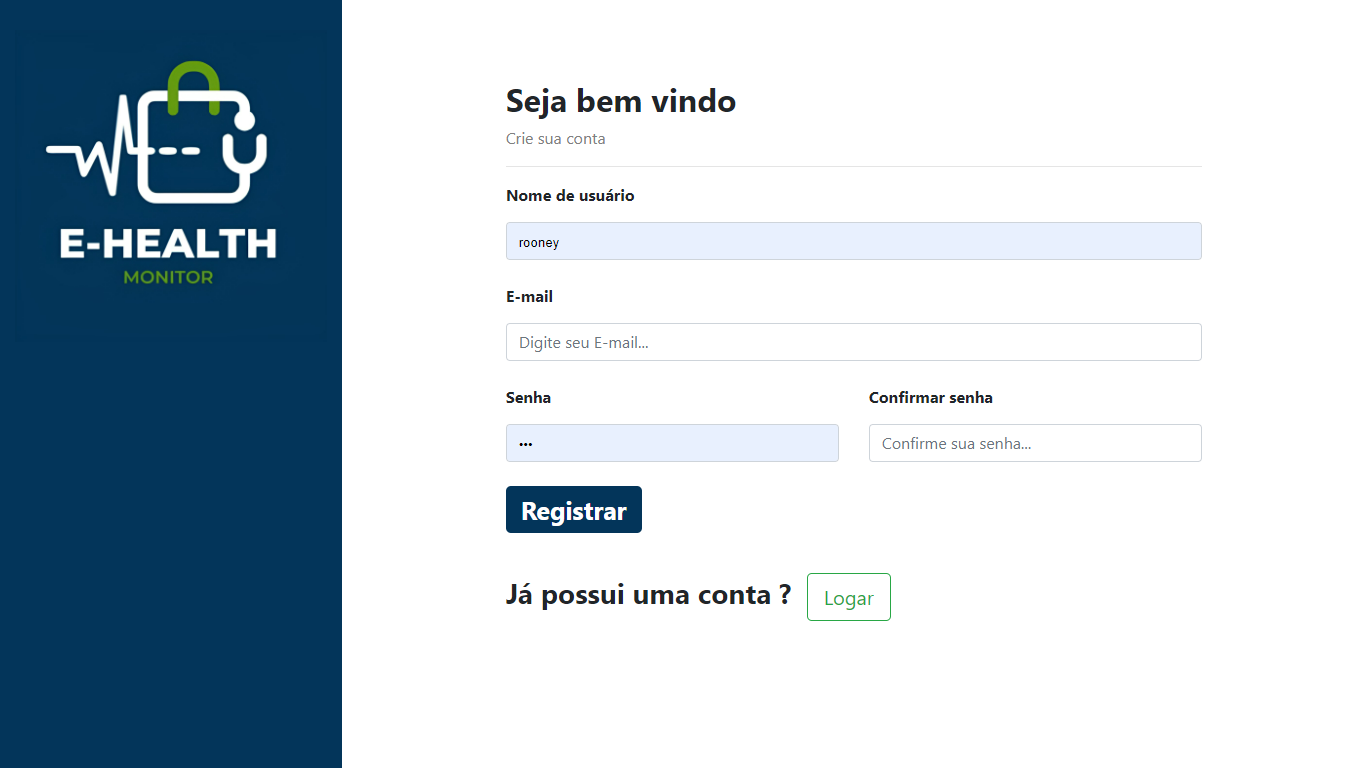 E-HEALTH
MONITOR
Seja bem vindo
Crie sua conta
Nome de usuário
rooney
E-mail
Digite seu E-mail...
Senha Confirmar senha
••• Confirme sua senha...
Registrar
Já possui uma conta ? Logar